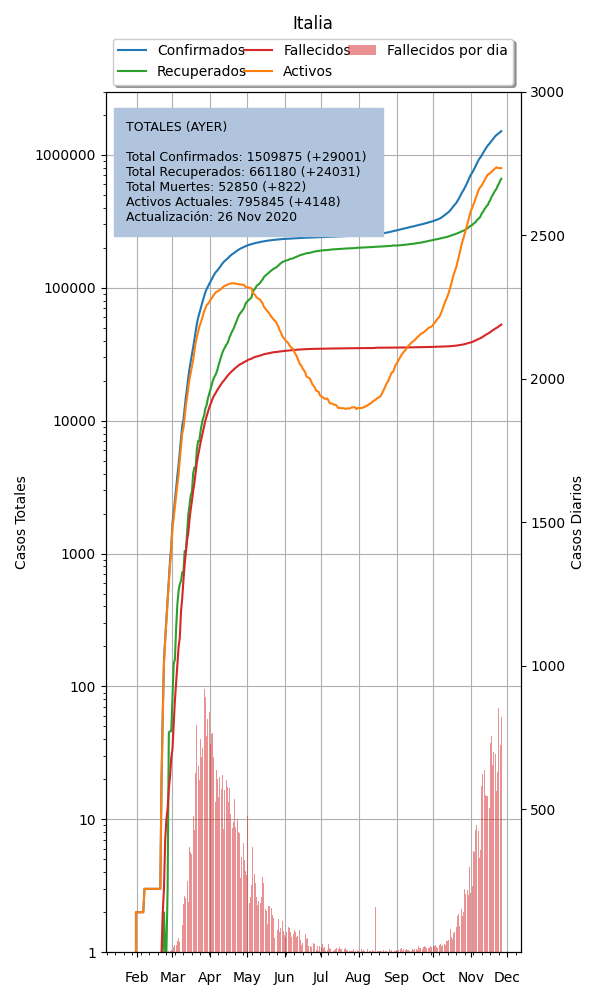 Italia
Confirmados Fallecidos Fallecidos por dia
Recuperados Activos
TOTALES (AYER)
Total Confirmados: 1509875 (+29001)
Total Recuperados: 661180 (+24031)
Total Muertes: 52850 (+822)
Activos Actuales: 795845 (+4148)
Actualización: 26 Nov 2020
Casos Totales
1000000
100000
10000
1000
100
10
1
3000
2500
2000
1500
1000
500
Casos Diarios
Feb Mar Apr May Jun Jul Aug Sep Oct Nov Dec